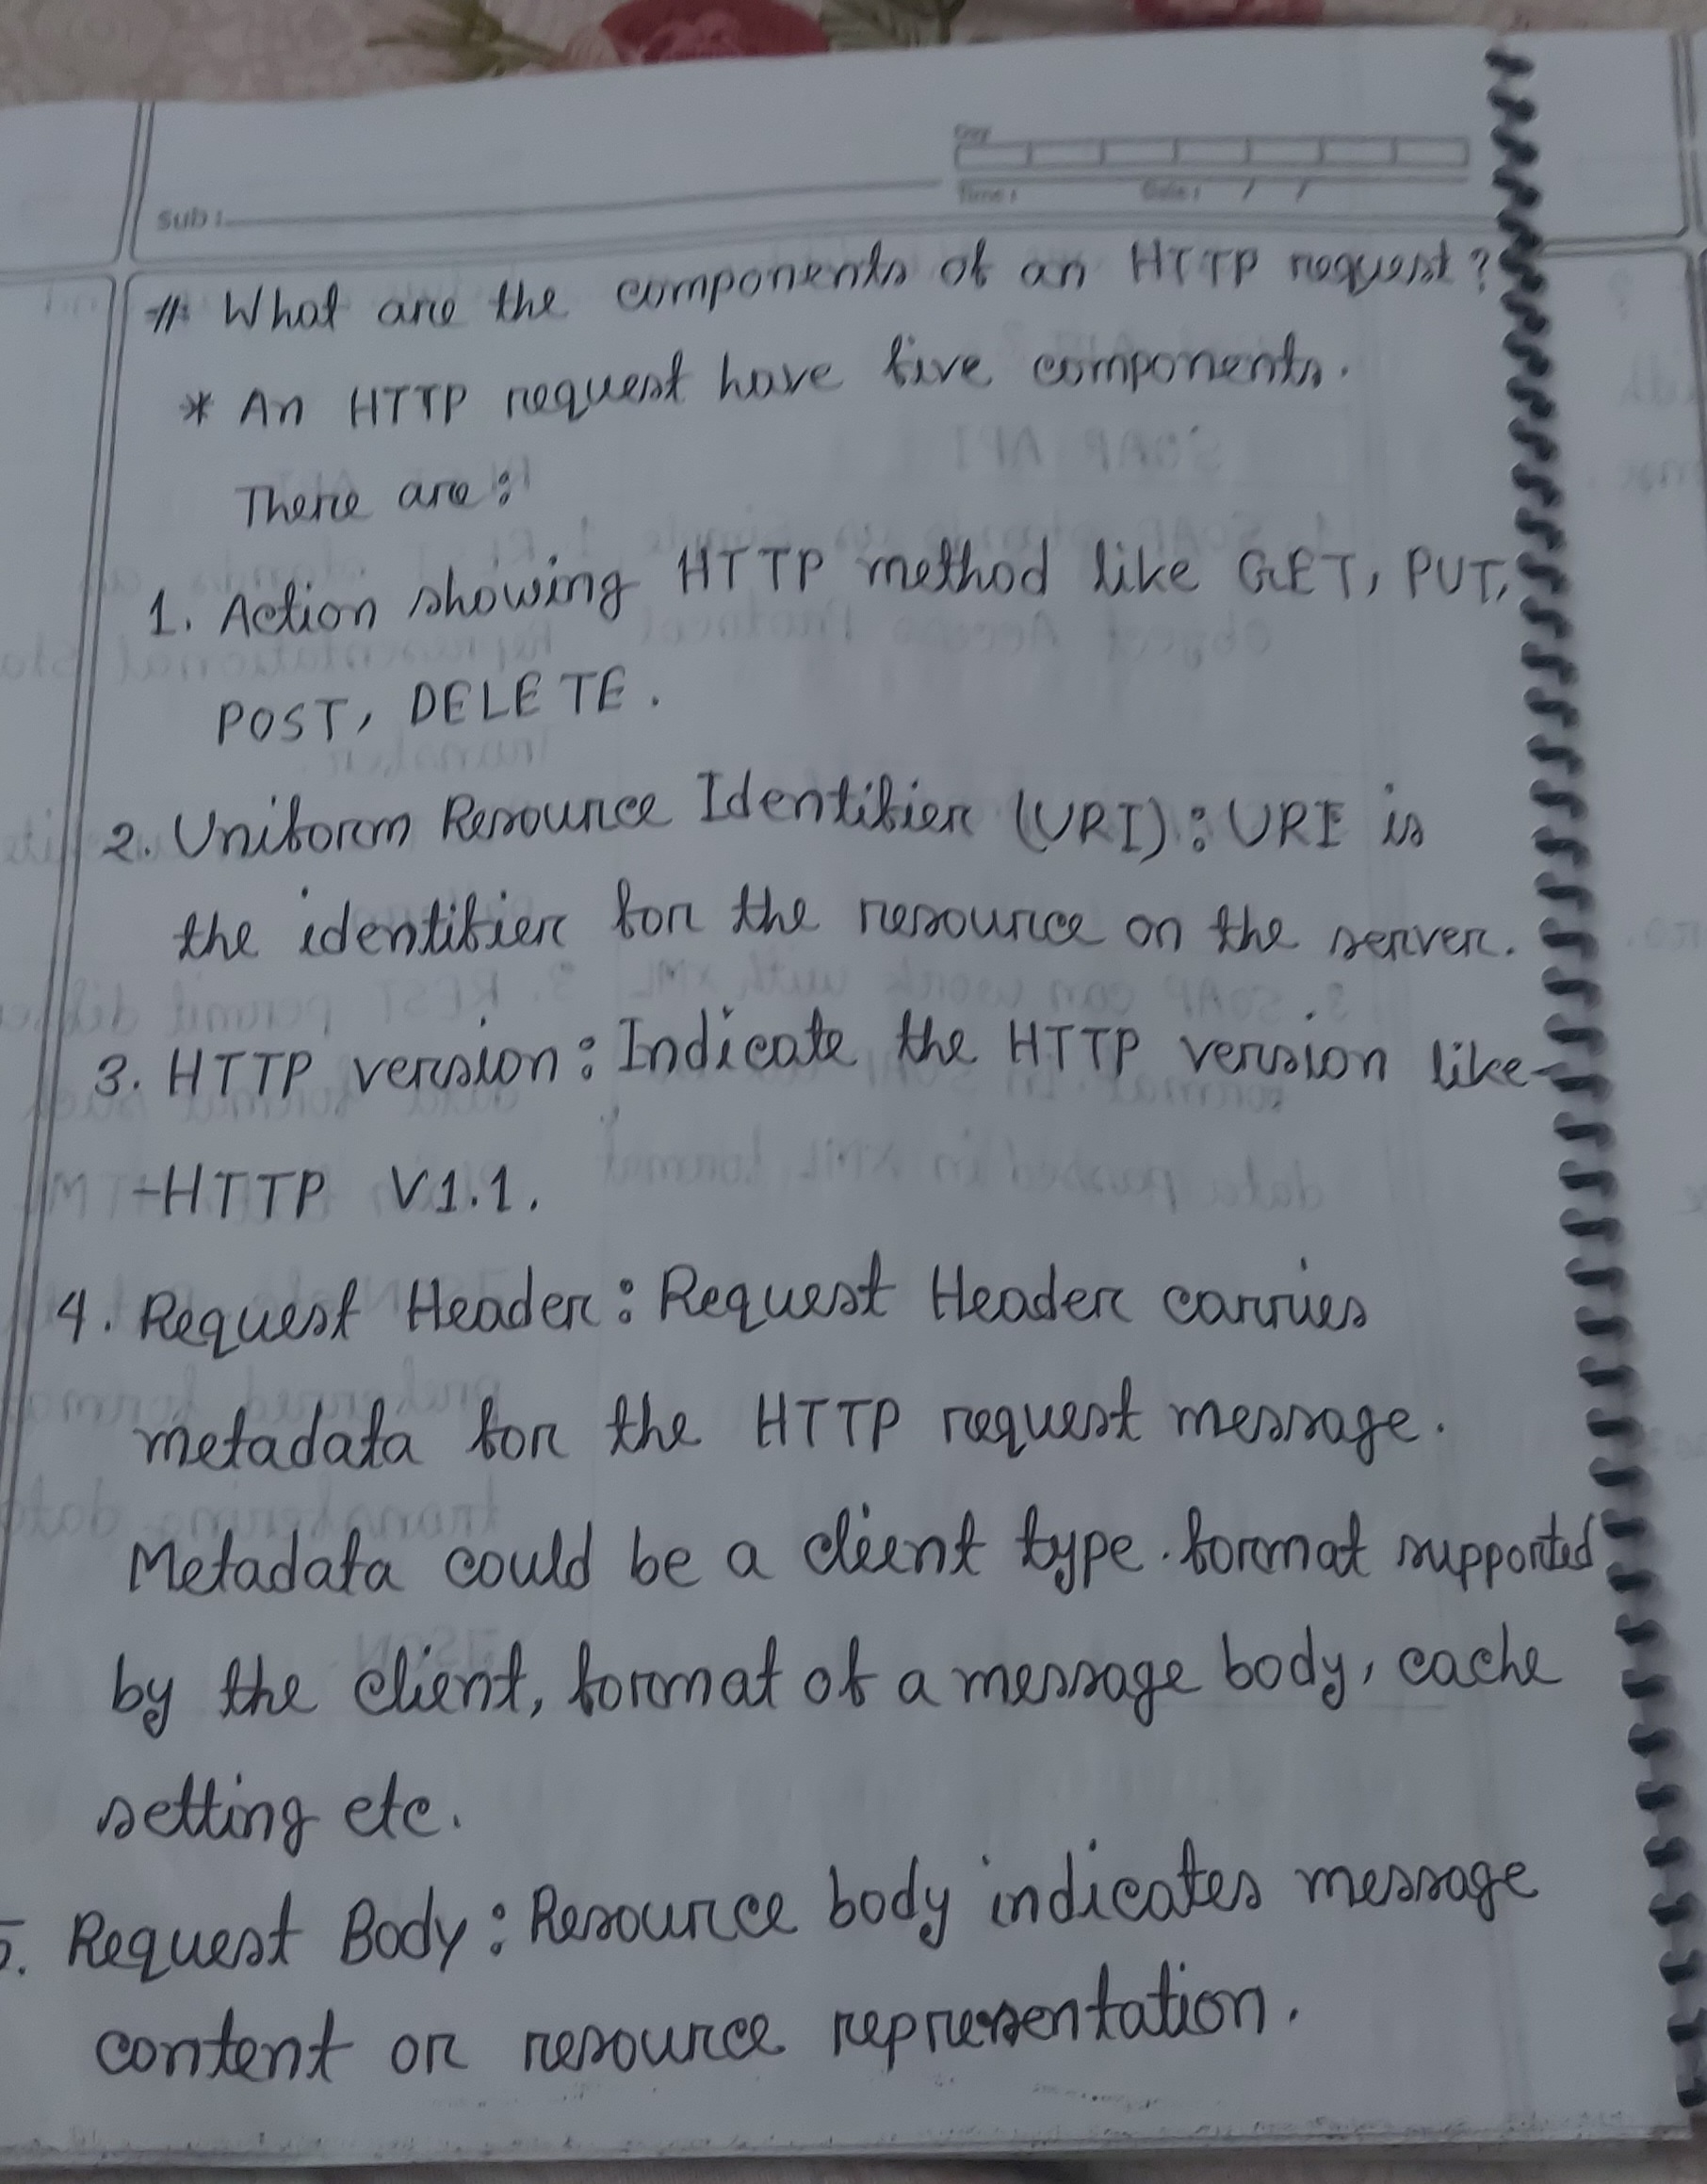 Day
Time : Date : / /
Sub :
# What are the components of an HTTP request?
* An HTTP request have five components.
There are:
1. Action showing HTTP method like GET, PUT,
POST, DELETE.
2. Uniform Resource Identifier (URI): URI is
the identifier for the resource on the server.
3. HTTP version: Indicate the HTTP version like-
-HTTP V1.1.
4. Request Header: Request Header carries
metadata for the HTTP request message.
Metadata could be a client type. format supported
by the client, format of a message body, cache
setting etc.
5. Request Body: Resource body indicates message
content or resource representation.